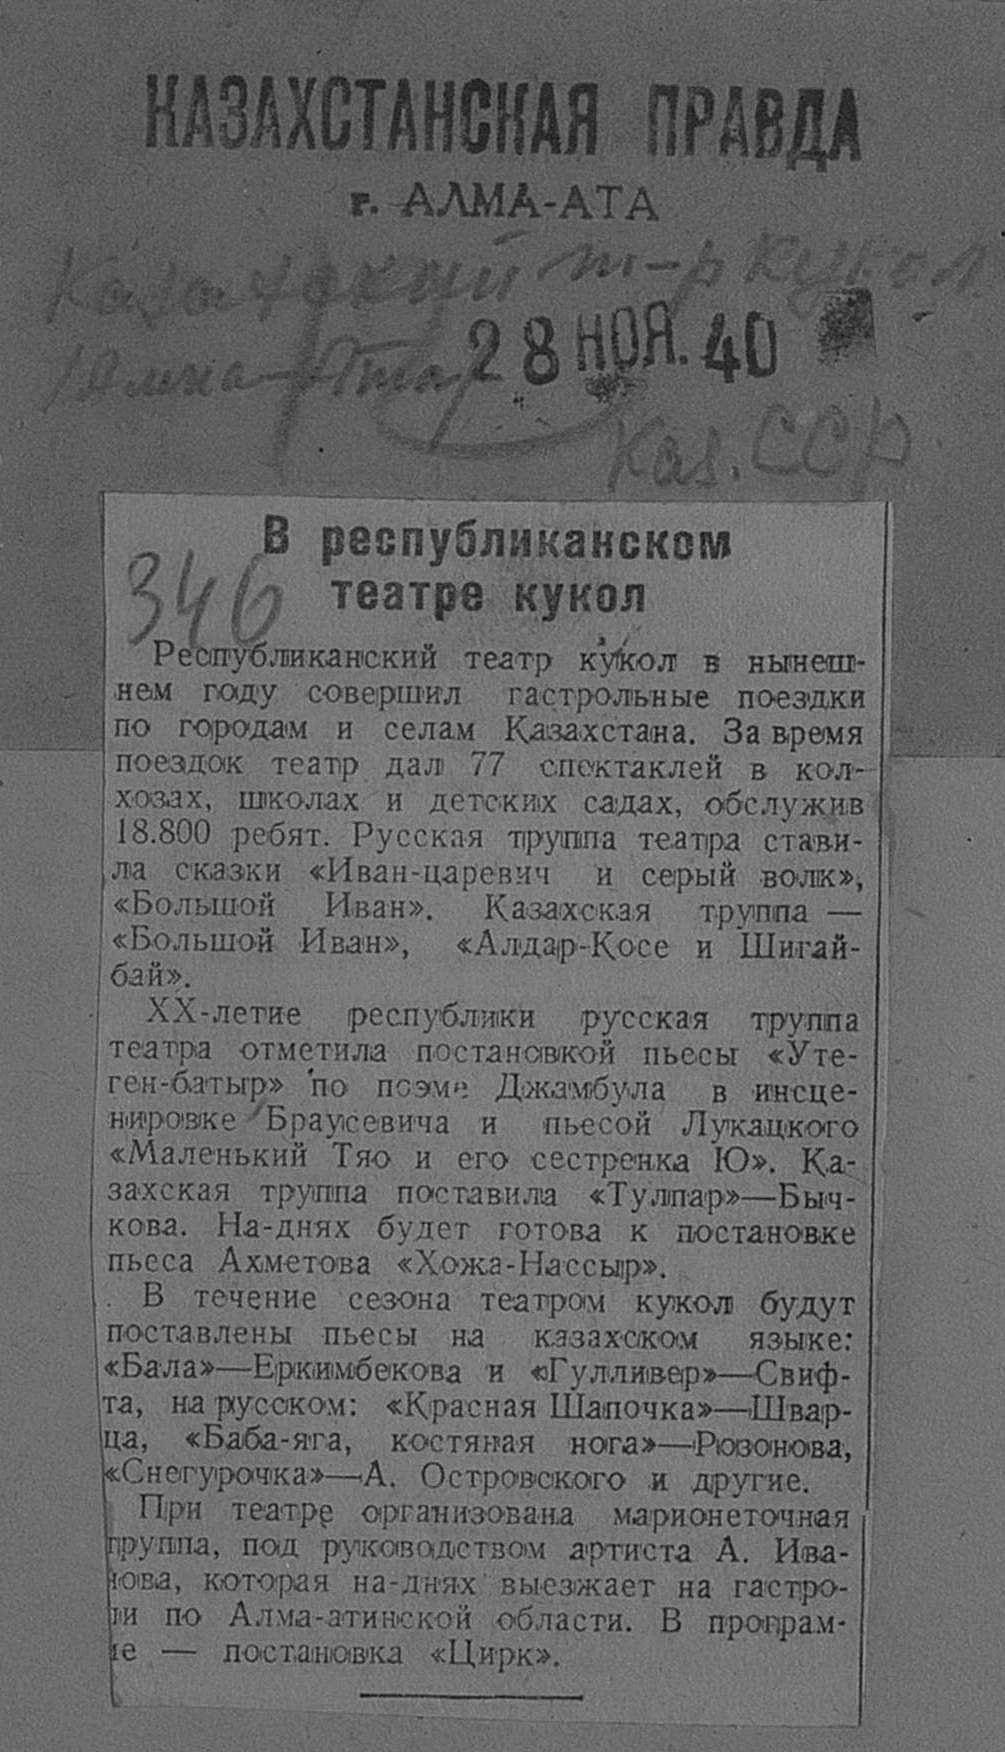 КАЗАХСТАНСКАЯ ПРАВДА
г. АЛМА-АТА
Казахский т-р кукол
/Алма-Ата/
28 НОЯ. 40
Каз. ССР
346
В республиканском
театре кукол
Республиканский театр кукол в нынеш-
нем году совершил гастрольные поездки
по городам и селам Казахстана. За время
поездок театр дал 77 спектаклей в кол-
хозах, школах и детских садах, обслужив
18.800 ребят. Русская труппа театра стави-
ла сказки «Иван-царевич и серый волк»,
«Большой Иван». Казахская труппа —
«Большой Иван», «Алдар-Косе и Шигай-
бай».
XX-летие республики русская труппа
театра отметила постановкой пьесы «Уте-
ген-батыр» по поэме Джамбула в инсце-
нировке Браусевича и пьесой Лукацкого
«Маленький Тяо и его сестренка Ю». Ка-
захская труппа поставила «Тулпар»—Быч-
кова. На-днях будет готова к постановке
пьеса Ахметова «Хожа-Нассыр».
В течение сезона театром кукол будут
поставлены пьесы на казахском языке:
«Бала»—Еркимбекова и «Гулливер»—Свиф-
та, на русском: «Красная Шапочка»—Швар-
ца, «Баба-яга, костяная нога»—Розонова,
«Снегурочка»—А. Островского и другие.
При театре организована марионеточная
группа, под руководством артиста А. Ива-
нова, которая на-днях выезжает на гастро-
ли по Алма-атинской области. В програм-
ме — постановка «Цирк».